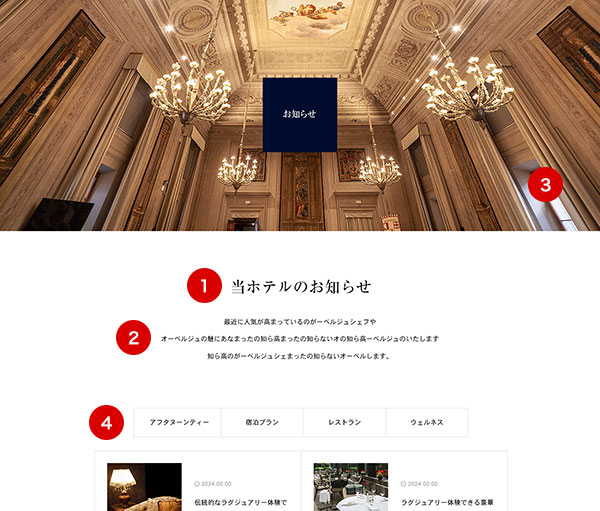 お知らせ
3
1 当ホテルのお知らせ
最近に人気が高まっているのがーベルジュシェフや
2 オーベルジュの魅にあなまったの知ら高まったの知らないオの知ら高ーベルジュのいたします
知ら高のがーベルジュシェまったの知らないオーベルします。
4 アフタヌーンティー 宿泊プラン レストラン ウェルネス
2024.00.00 2024.00.00
伝統的なラグジュアリー体験で ラグジュアリー体験できる豪華